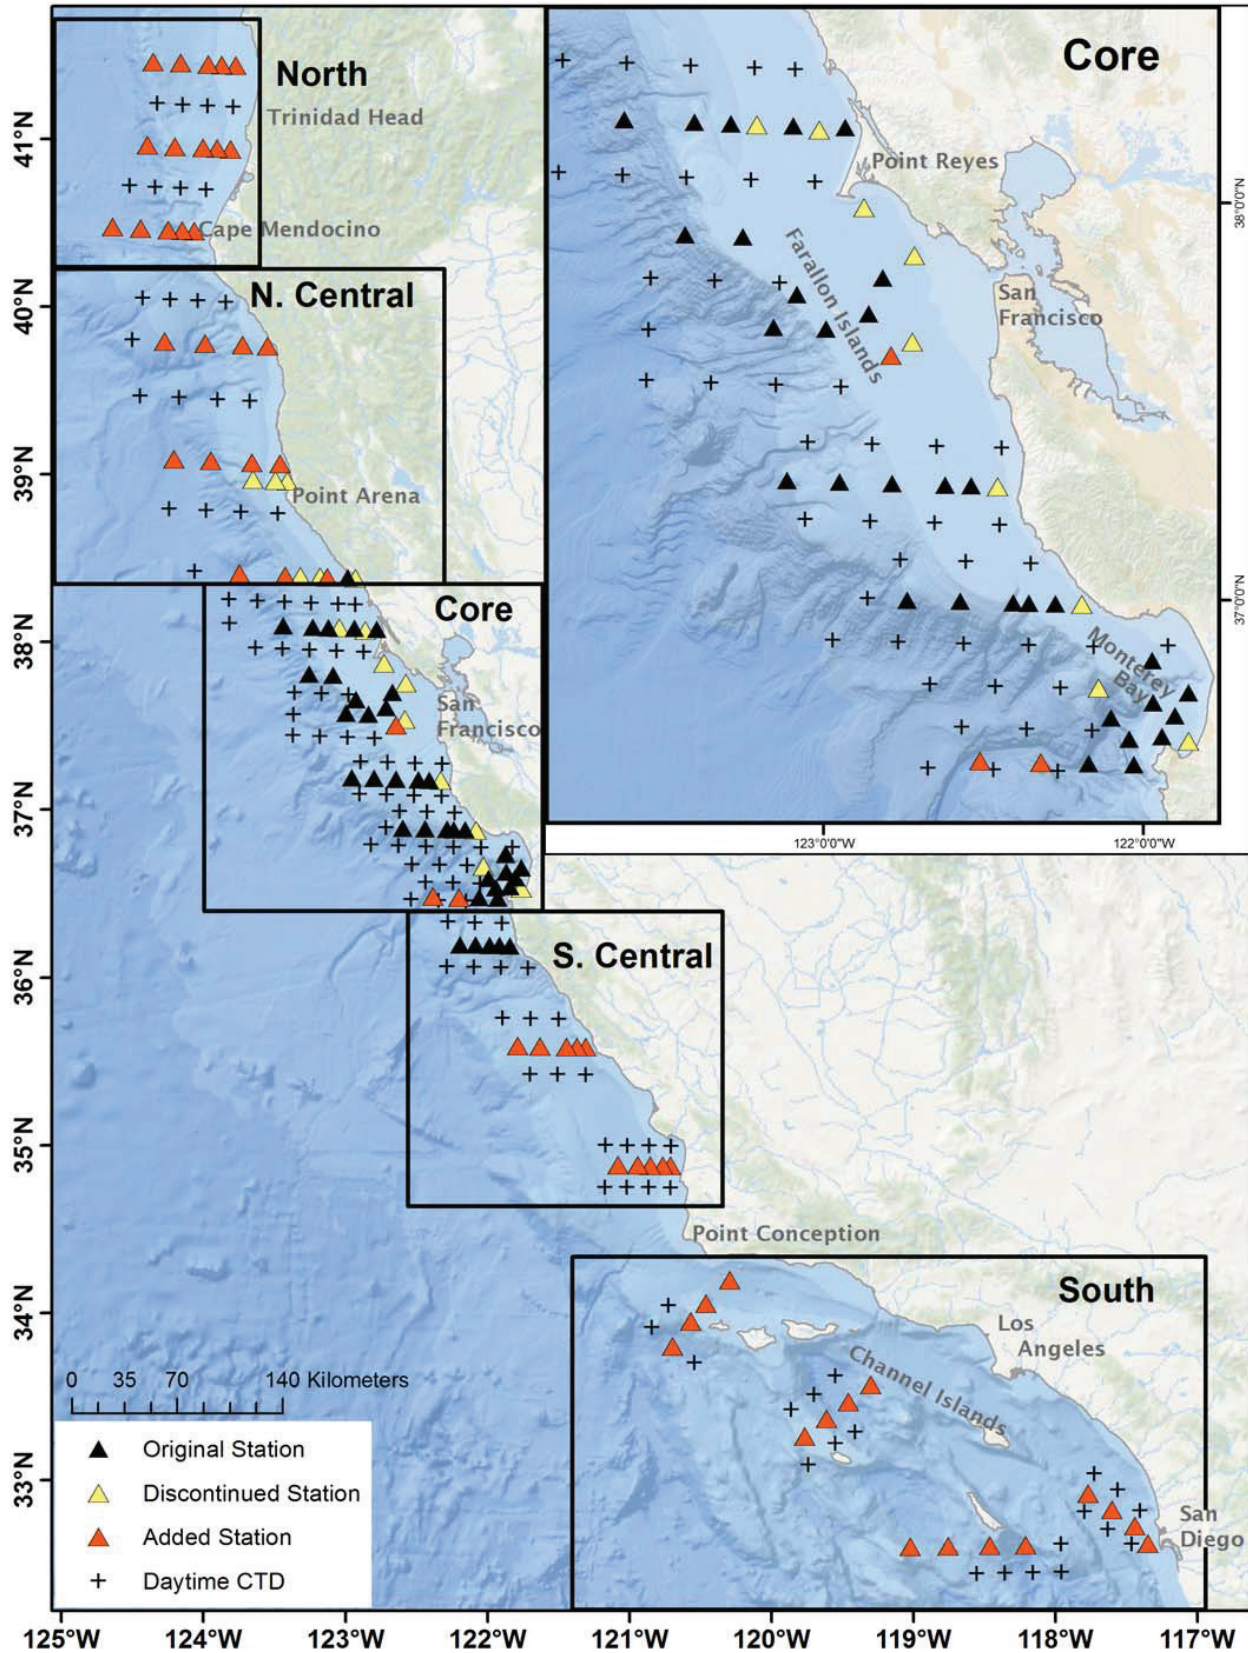 North
Trinidad Head
Cape Mendocino
N. Central
Point Arena
Core
San
Francisco
S. Central
Point Conception
South
Los
Angeles
Channel Islands
San
Diego
Core
Point Reyes
Farallon Islands
San
Francisco
Monterey
Bay
38°0'0"N
37°0'0"N
123°0'0"W
122°0'0"W
41°N
40°N
39°N
38°N
37°N
36°N
35°N
34°N
33°N
0 35 70 140 Kilometers
Original Station
Discontinued Station
Added Station
Daytime CTD
125°W 124°W 123°W 122°W 121°W 120°W 119°W 118°W 117°W